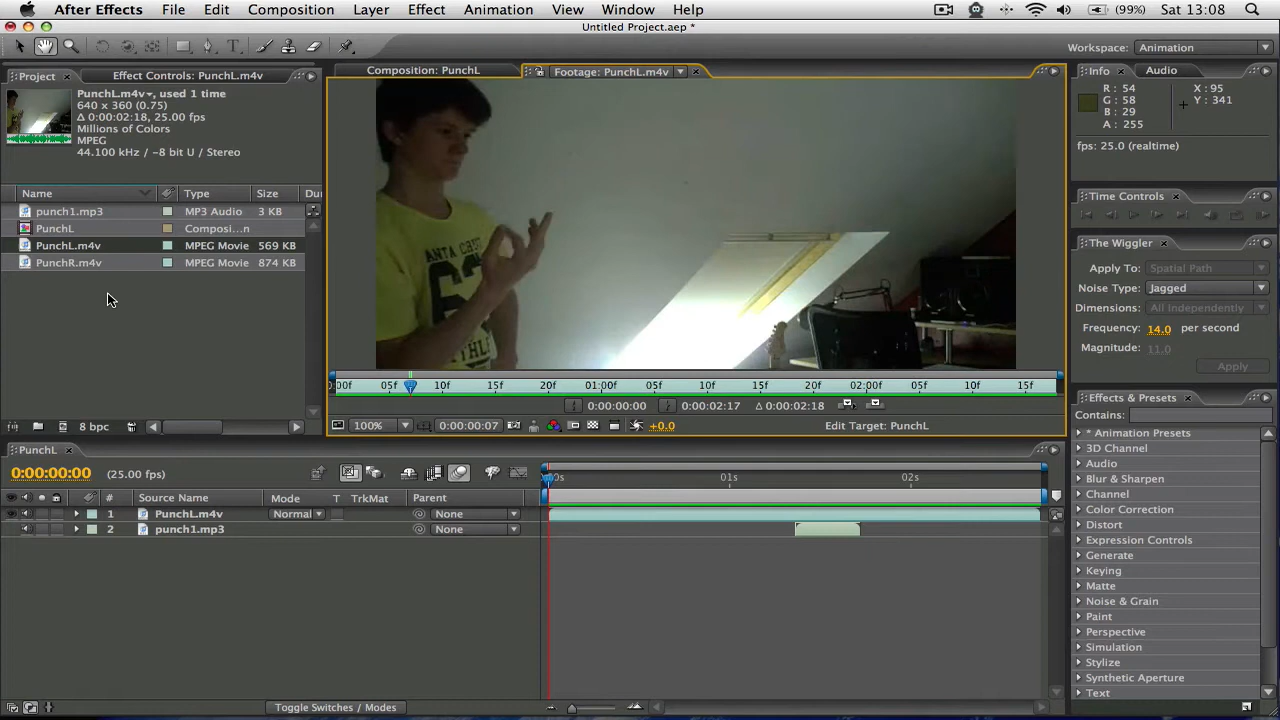 After Effects File Edit Composition Layer Effect Animation View Window Help (99%) Sat 13:08
Untitled Project.aep *
Workspace: Animation
Project × Effect Controls: PunchL.m4v Composition: PunchL Footage: PunchL.m4v × Info × Audio
PunchL.m4v, used 1 time
640 x 360 (0.75)
Δ 0:00:02:18, 25.00 fps
Millions of Colors
MPEG
44.100 kHz / ~8 bit U / Stereo
R: 54 X: 95
G: 58 Y: 341
B: 29
A: 255
fps: 25.0 (realtime)
Name Type Size Du
punch1.mp3 MP3 Audio 3 KB
PunchL Composi...n
PunchL.m4v MPEG Movie 569 KB
PunchR.m4v MPEG Movie 874 KB
Time Controls ×
The Wiggler ×
Apply To: Spatial Path
Noise Type: Jagged
Dimensions: All Independently
Frequency: 14.0 per second
Magnitude: 11.0
Apply
ANTA CRU
62
0:00f 05f 10f 15f 20f 01:00f 05f 10f 15f 20f 02:00f 05f 10f 15f
0:00:00:00 0:00:02:17 Δ 0:00:02:18
8 bpc 100% 0:00:00:07 +0.0 Edit Target: PunchL
Effects & Presets ×
Contains:
* Animation Presets
3D Channel
Audio
Blur & Sharpen
Channel
Color Correction
Distort
Expression Controls
Generate
Keying
Matte
Noise & Grain
Paint
Perspective
Simulation
Stylize
Synthetic Aperture
Text
PunchL ×
0:00:00:00 (25.00 fps)
00s 01s 02s
# Source Name Mode T TrkMat Parent
1 PunchL.m4v Normal None
2 punch1.mp3 None
Toggle Switches / Modes